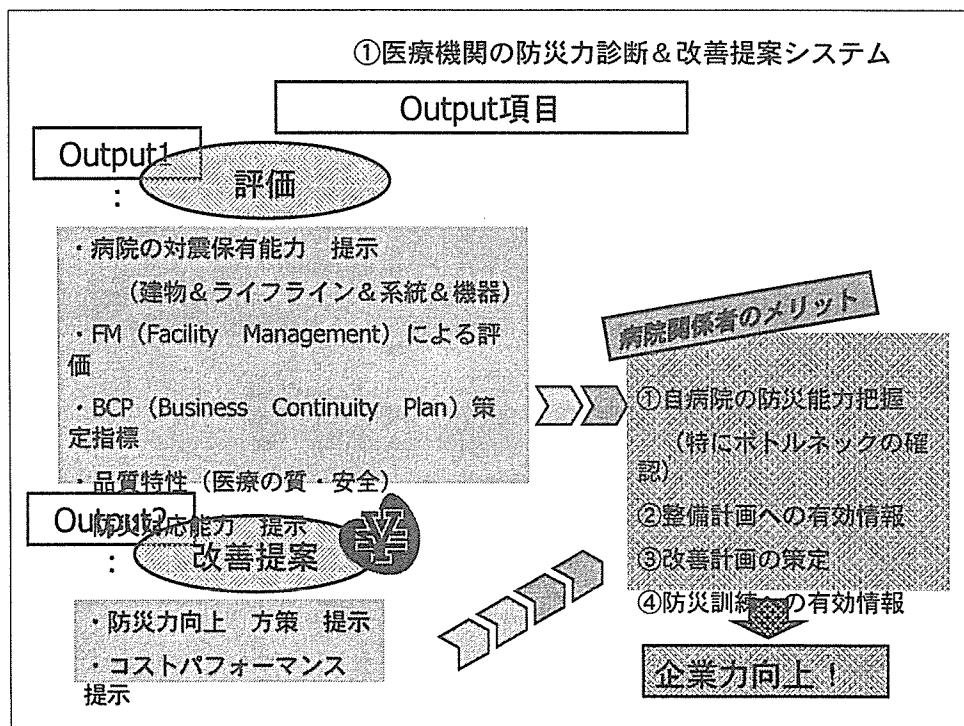 ①医療機関の防災力診断＆改善提案システム
Output項目
Output1
：
評価
・病院の対震保有能力　提示
（建物＆ライフライン＆系統＆機器）
・FM（Facility　Management）による評
価
・BCP（Business　Continuity　Plan）策
定指標
・品質特性（医療の質・安全）
防災対応能力　提示
Output2
：
改善提案
・防災力向上　方策　提示
・コストパフォーマンス
提示
病院関係者のメリット
①自病院の防災能力把握
（特にボトルネックの確
認）
②整備計画への有効情報
③改善計画の策定
④防災訓練への有効情報
企業力向上！